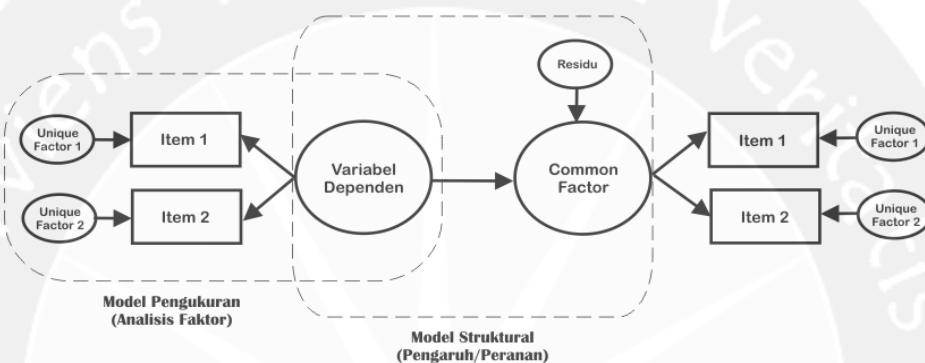 Residu
Unique
Factor 1
Item 1
Variabel
Dependen
Common
Factor
Item 1
Unique
Factor 1
Unique
Factor 2
Item 2
Item 2
Unique
Factor 2
Model Pengukuran
(Analisis Faktor)
Model Struktural
(Pengaruh/Peranan)